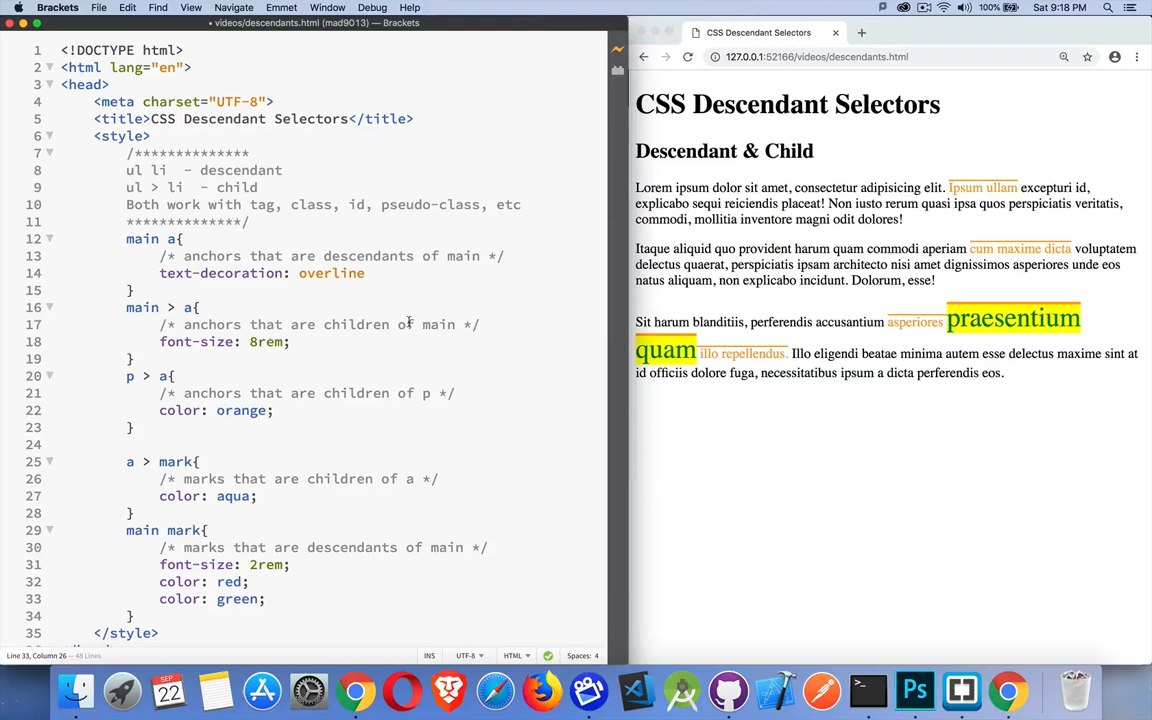 Brackets File Edit Find View Navigate Emmet Window Debug Help 100% Sat 9:18 PM
• videos/descendants.html (mad9013) — Brackets
1 <!DOCTYPE html>
2 <html lang="en">
3 <head>
4 <meta charset="UTF-8">
5 <title>CSS Descendant Selectors</title>
6 <style>
7 /**************
8 ul li  - descendant
9 ul > li  - child
10 Both work with tag, class, id, pseudo-class, etc
11 **************/
12 main a{
13 /* anchors that are descendants of main */
14 text-decoration: overline
15 }
16 main > a{
17 /* anchors that are children of main */
18 font-size: 8rem;
19 }
20 p > a{
21 /* anchors that are children of p */
22 color: orange;
23 }
24
25 a > mark{
26 /* marks that are children of a */
27 color: aqua;
28 }
29 main mark{
30 /* marks that are descendants of main */
31 font-size: 2rem;
32 color: red;
33 color: green;
34 }
35 </style>
Line 33, Column 26 — 48 Lines INS UTF-8 HTML Spaces: 4
CSS Descendant Selectors
127.0.0.1:52166/videos/descendants.html
CSS Descendant Selectors
Descendant & Child
Lorem ipsum dolor sit amet, consectetur adipisicing elit. Ipsum ullam excepturi id,
explicabo sequi reiciendis placeat! Non iusto rerum quasi ipsa quos perspiciatis veritatis,
commodi, mollitia inventore magni odit dolores!
Itaque aliquid quo provident harum quam commodi aperiam cum maxime dicta voluptatem
delectus quaerat, perspiciatis ipsam architecto nisi amet dignissimos asperiores unde eos
natus aliquam, non explicabo incidunt. Dolorum, esse!
Sit harum blanditiis, perferendis accusantium asperiores praesentium
quam illo repellendus. Illo eligendi beatae minima autem esse delectus maxime sint at
id officiis dolore fuga, necessitatibus ipsum a dicta perferendis eos.
SEP
22
Ps